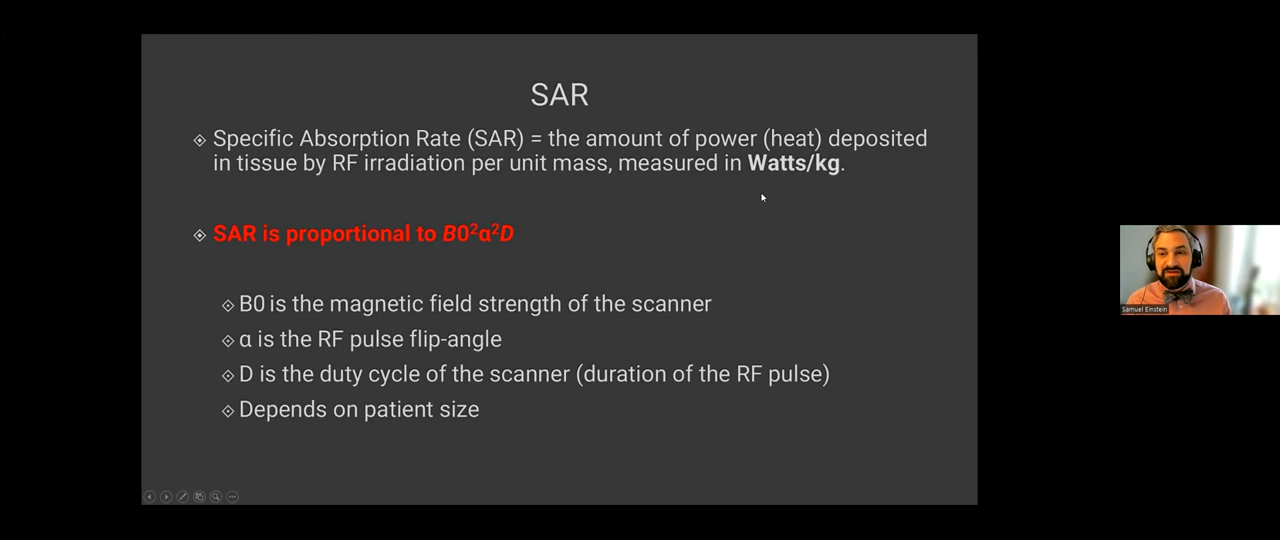 SAR
Specific Absorption Rate (SAR) = the amount of power (heat) deposited
in tissue by RF irradiation per unit mass, measured in Watts/kg.
SAR is proportional to B0²α²D
B0 is the magnetic field strength of the scanner
α is the RF pulse flip-angle
D is the duty cycle of the scanner (duration of the RF pulse)
Depends on patient size
Samuel Einstein